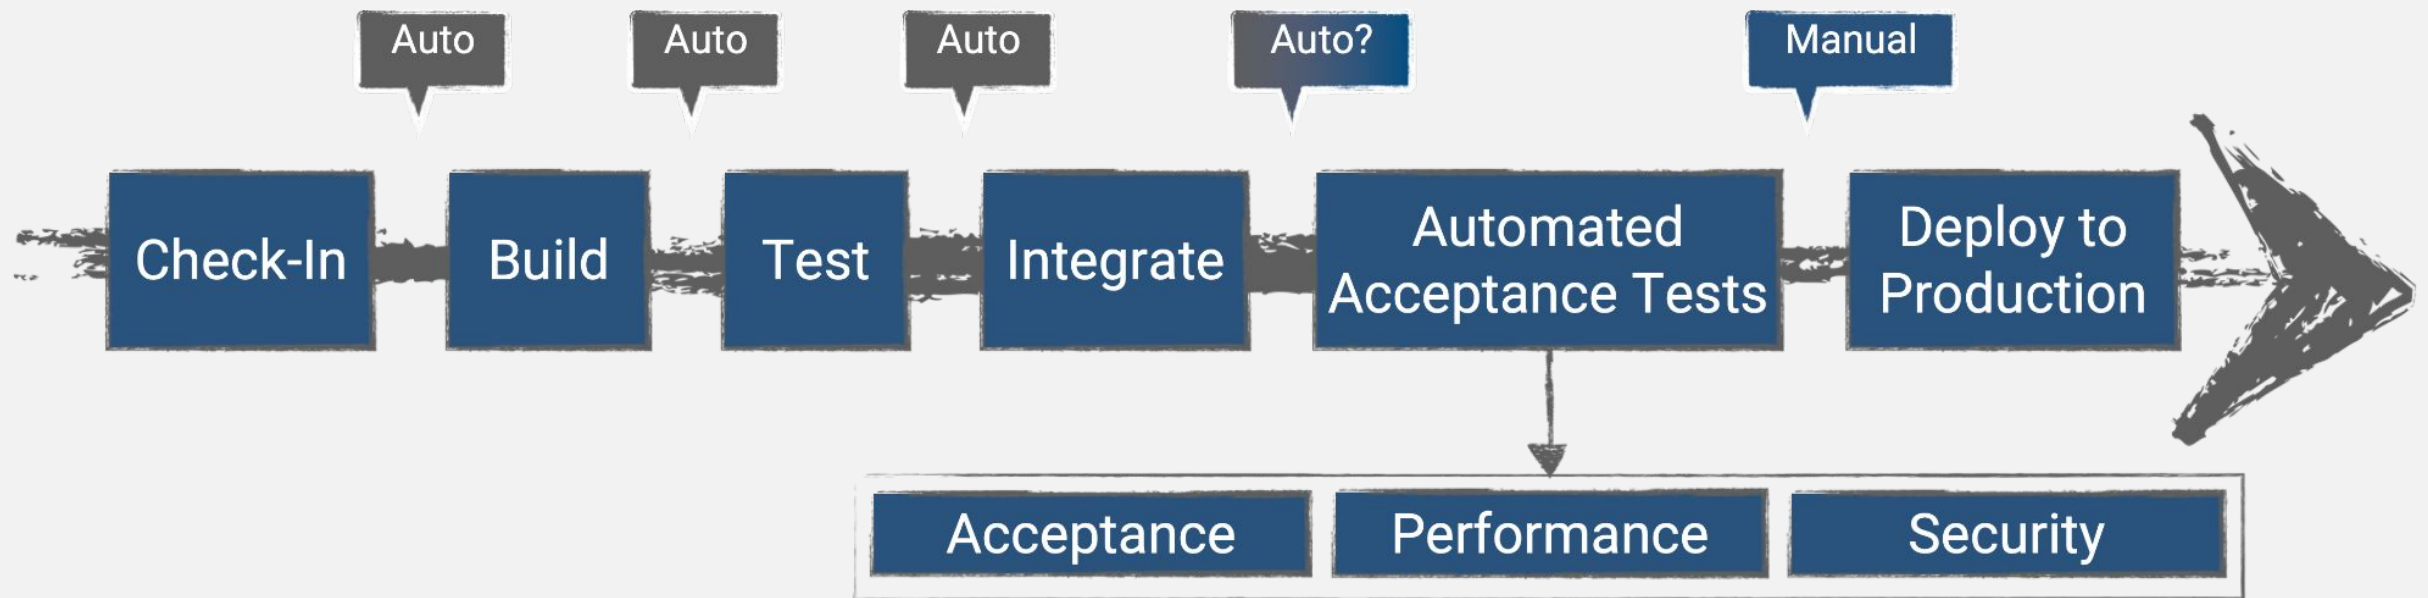 Auto
Auto
Auto
Auto?
Manual
Check-In
Build
Test
Integrate
Automated
Acceptance Tests
Deploy to
Production
Acceptance
Performance
Security